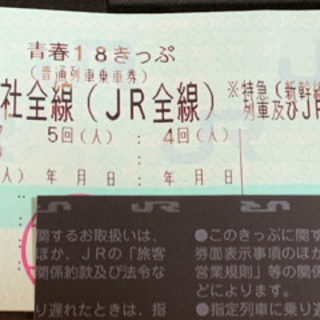 青春18きっぷ
(普通列車乗車券)
社全線(JR全線) ※特急(新幹線
列車及びJR
5回(人) : 4回(人) :
人) 年 月 日 : 年 月 日
JR
関するお取扱いは、
ほか、JRの「旅客
関係約款及び法令な
り遅れたときは、指
●このきっぷに関す
券面表示事項のほか
営業規則」等の関係
どによります。
●指定列車に乗り遅